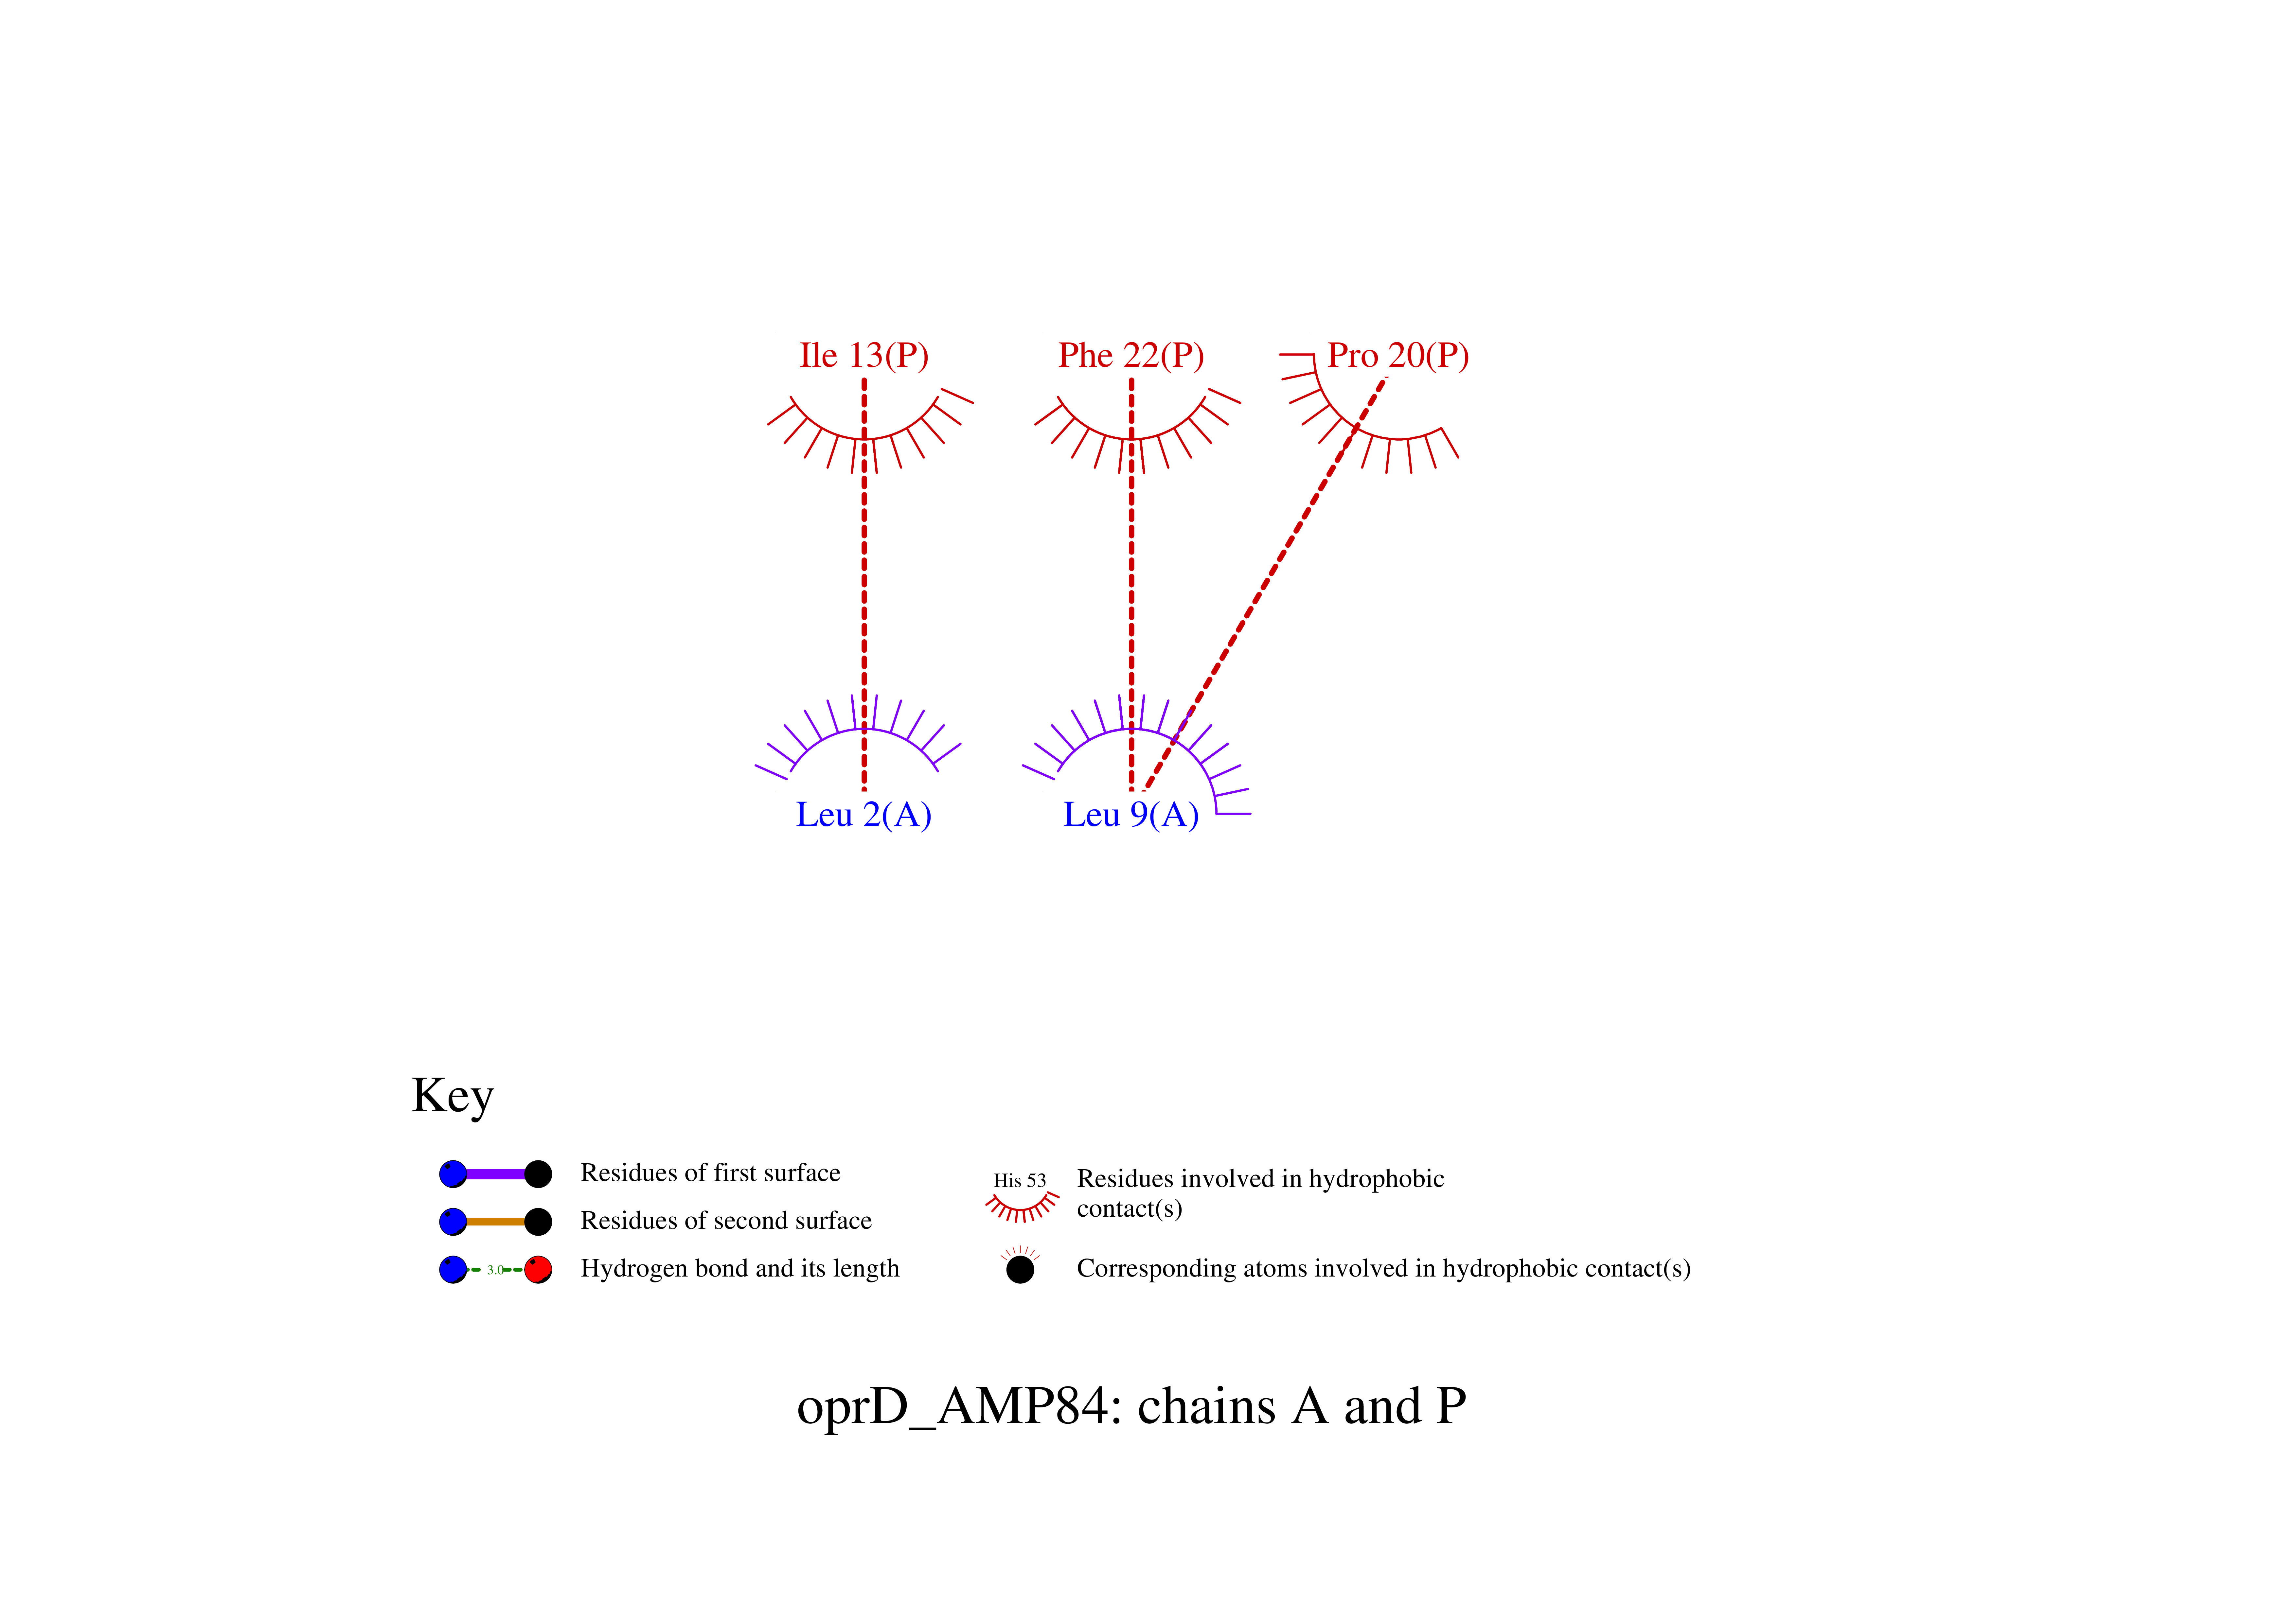 Ile 13(P) Phe 22(P) Pro 20(P)
Leu 2(A) Leu 9(A)
Key
Residues of first surface
Residues of second surface
3.0 Hydrogen bond and its length
His 53 Residues involved in hydrophobic
contact(s)
Corresponding atoms involved in hydrophobic contact(s)
oprD_AMP84: chains A and P